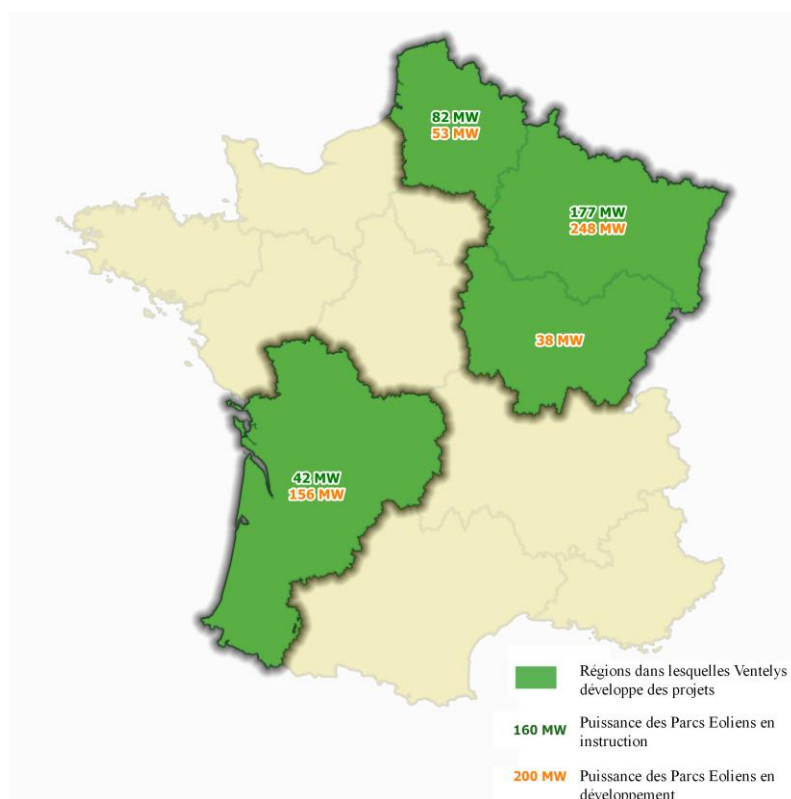 82 MW
53 MW
177 MW
248 MW
38 MW
42 MW
156 MW
Régions dans lesquelles Ventelys
développe des projets
160 MW Puissance des Parcs Eoliens en
instruction
200 MW Puissance des Parcs Eoliens en
développement